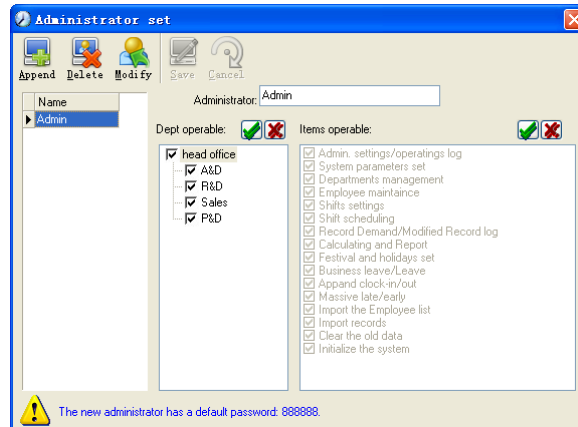 Administrator set
Append Delete Modify Save Cancel
Name
Admin
Administrator: Admin
Dept operable:
head office
A&D
R&D
Sales
P&D
Items operable:
Admin. settings/operatings log
System parameters set
Departments management
Employee maintaince
Shifts settings
Shift scheduling
Record Demand/Modified Record log
Calculating and Report
Festival and holidays set
Business leave/Leave
Appand clock-in/out
Massive late/early
Import the Employee list
Import records
Clear the old data
Initialize the system
The new administrator has a default password: 888888.